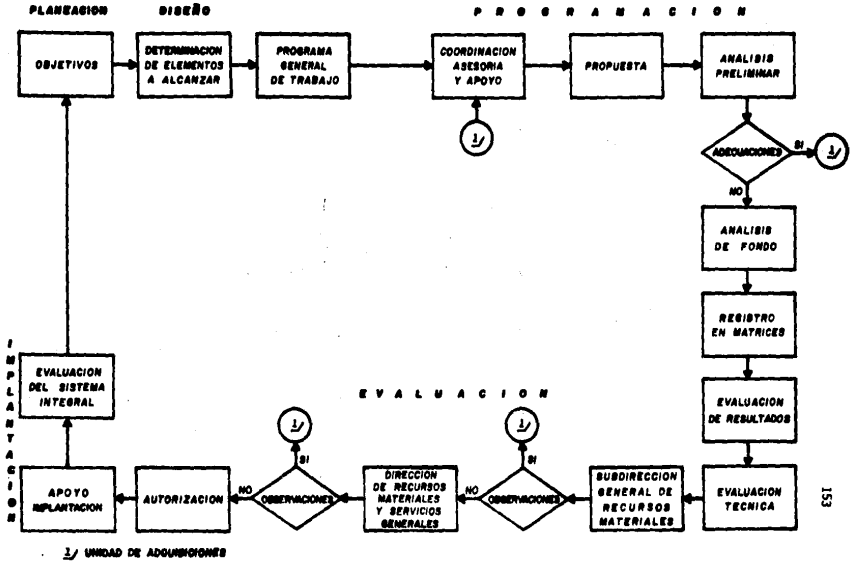 PLANEACION
DISEÑO
PROGRAMACION
OBJETIVOS
DETERMINACION
DE ELEMENTOS
A ALCANZAR
PROGRAMA
GENERAL
DE TRABAJO
COORDINACION
ASESORIA
Y APOYO
PROPUESTA
ANALISIS
PRELIMINAR
1/
ADECUACIONES
SI
1/
NO
ANALISIS
DE FONDO
REGISTRO
EN MATRICES
EVALUACION
DE RESULTADOS
EVALUACION
TECNICA
153
EVALUACION
SUBDIRECCION
GENERAL DE
RECURSOS
MATERIALES
1/
SI
OBSERVACIONES
NO
DIRECCION
DE RECURSOS
MATERIALES
Y SERVICIOS
GENERALES
1/
SI
OBSERVACIONES
NO
AUTORIZACION
APOYO
IMPLANTACION
EVALUACION
DEL SISTEMA
INTEGRAL
IMPLANTACION
1/ UNIDAD DE ADQUISICIONES